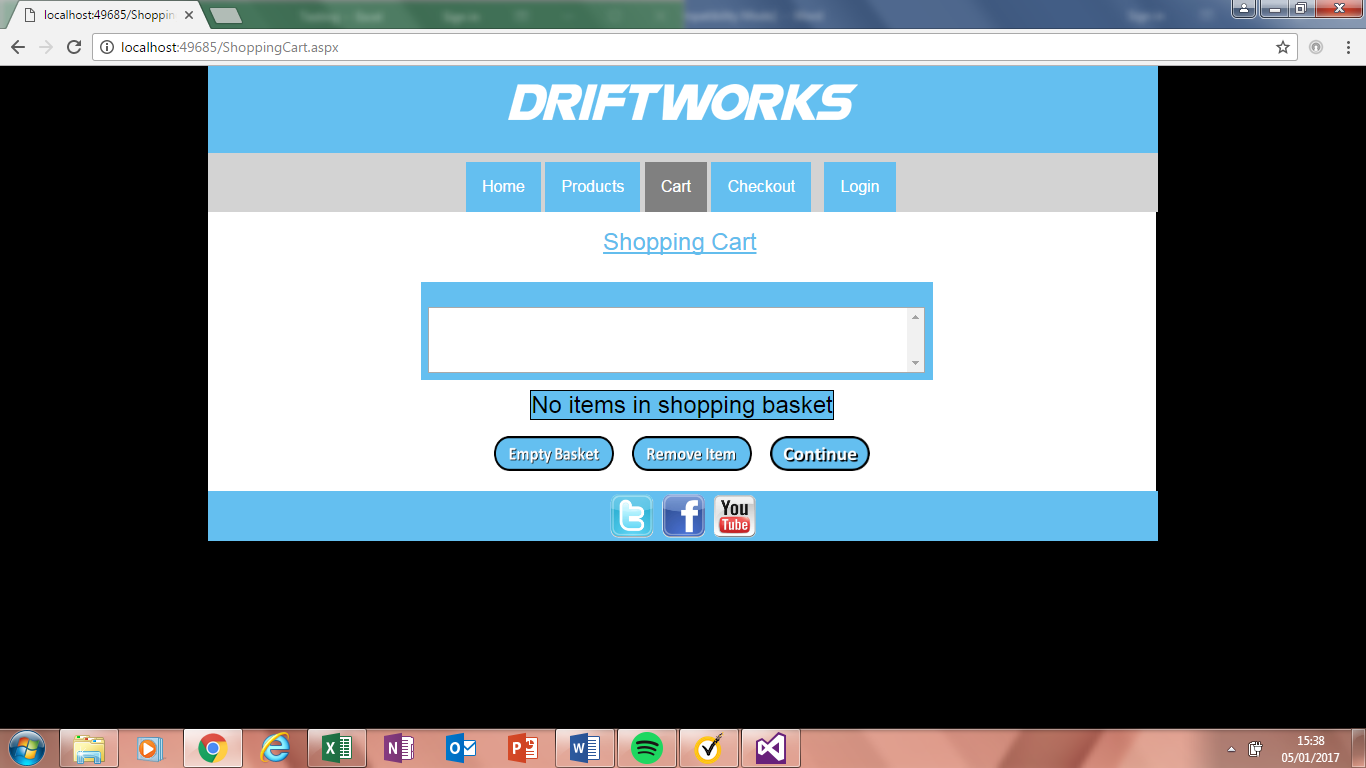 localhost:49685/Shoppin
localhost:49685/ShoppingCart.aspx
DRIFTWORKS
Home Products Cart Checkout Login
Shopping Cart
No items in shopping basket
Empty Basket Remove Item Continue
You
Tube
15:38
05/01/2017